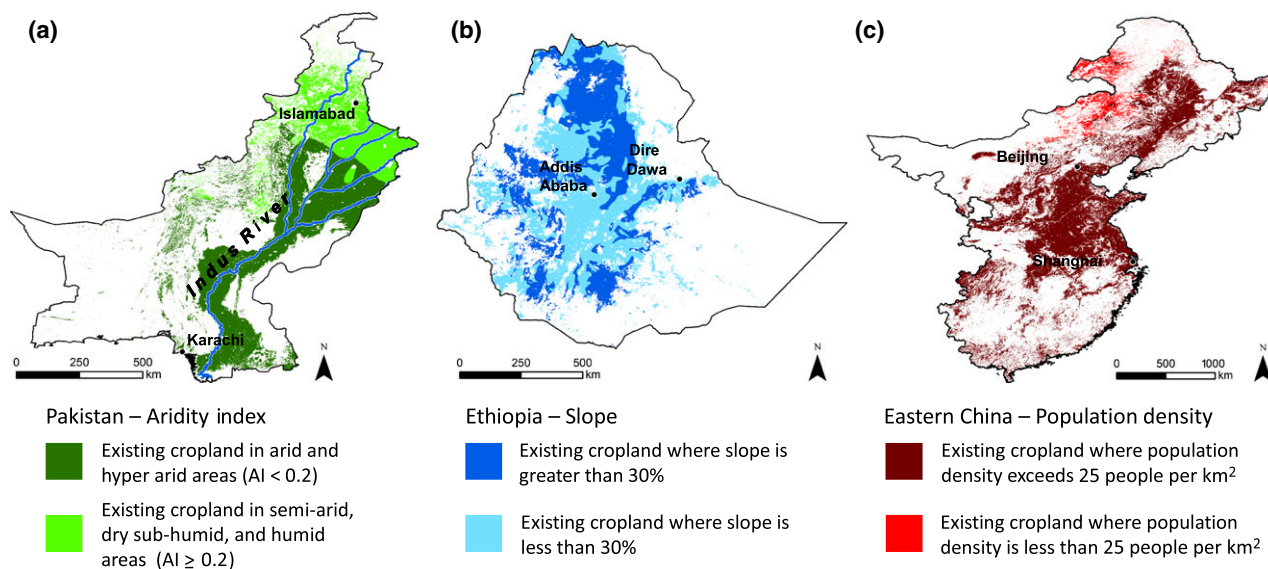 (a)
Islamabad
Indus River
Karachi
0 500
km
N
(b)
Dire
Dawa
Addis
Ababa
0 500
km
N
(c)
Beijing
Shanghai
0 500 1000
km
N
Pakistan – Aridity index
Existing cropland in arid and
hyper arid areas (AI < 0.2)
Existing cropland in semi-arid,
dry sub-humid, and humid
areas (AI ≥ 0.2)
Ethiopia – Slope
Existing cropland where slope is
greater than 30%
Existing cropland where slope is
less than 30%
Eastern China – Population density
Existing cropland where population
density exceeds 25 people per km²
Existing cropland where population
density is less than 25 people per km²